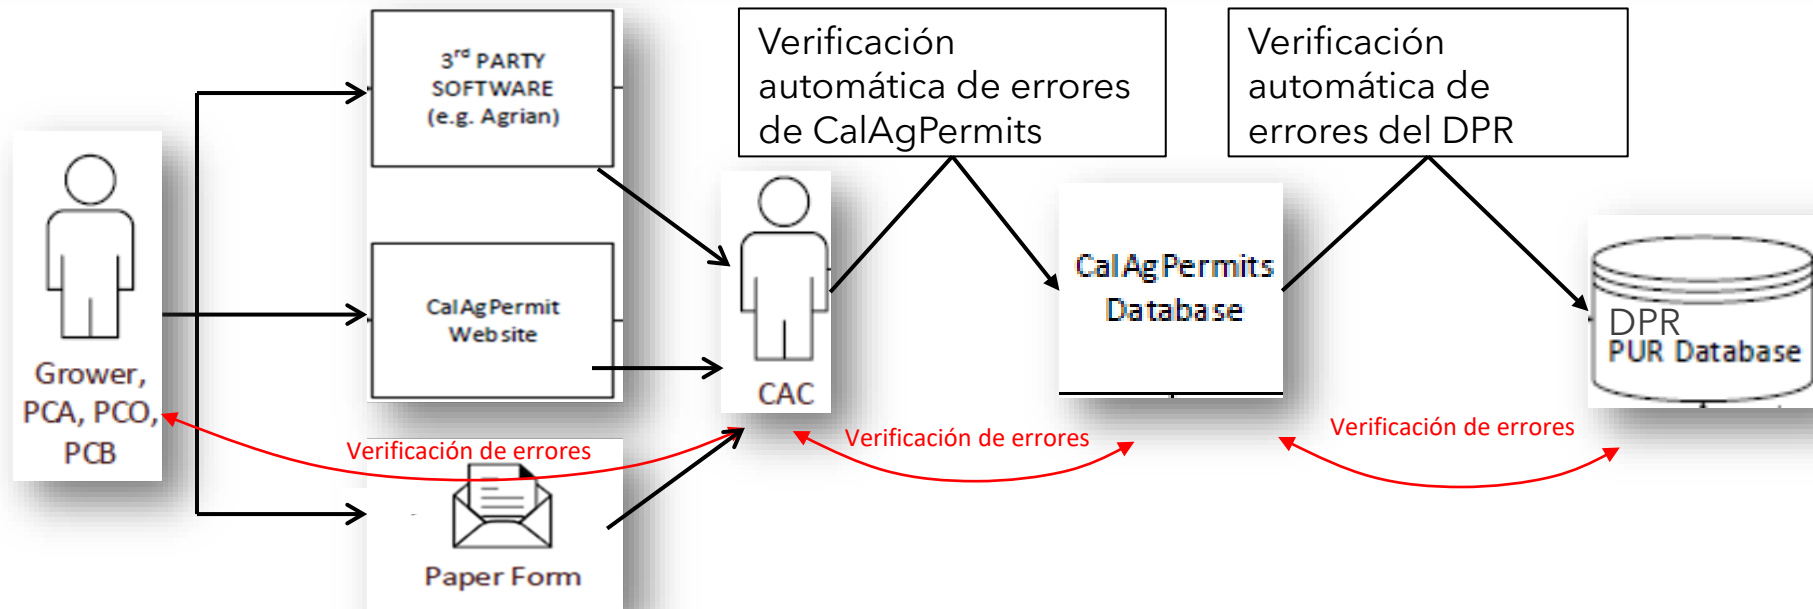 3rd PARTY
SOFTWARE
(e.g. Agrian)
Verificación
automática de errores
de CalAgPermits
Verificación
automática de
errores del DPR
Grower,
PCA, PCO,
PCB
CalAgPermit
Website
CAC
CalAgPermits
Database
DPR
PUR Database
Verificación de errores
Verificación de errores
Verificación de errores
Paper Form